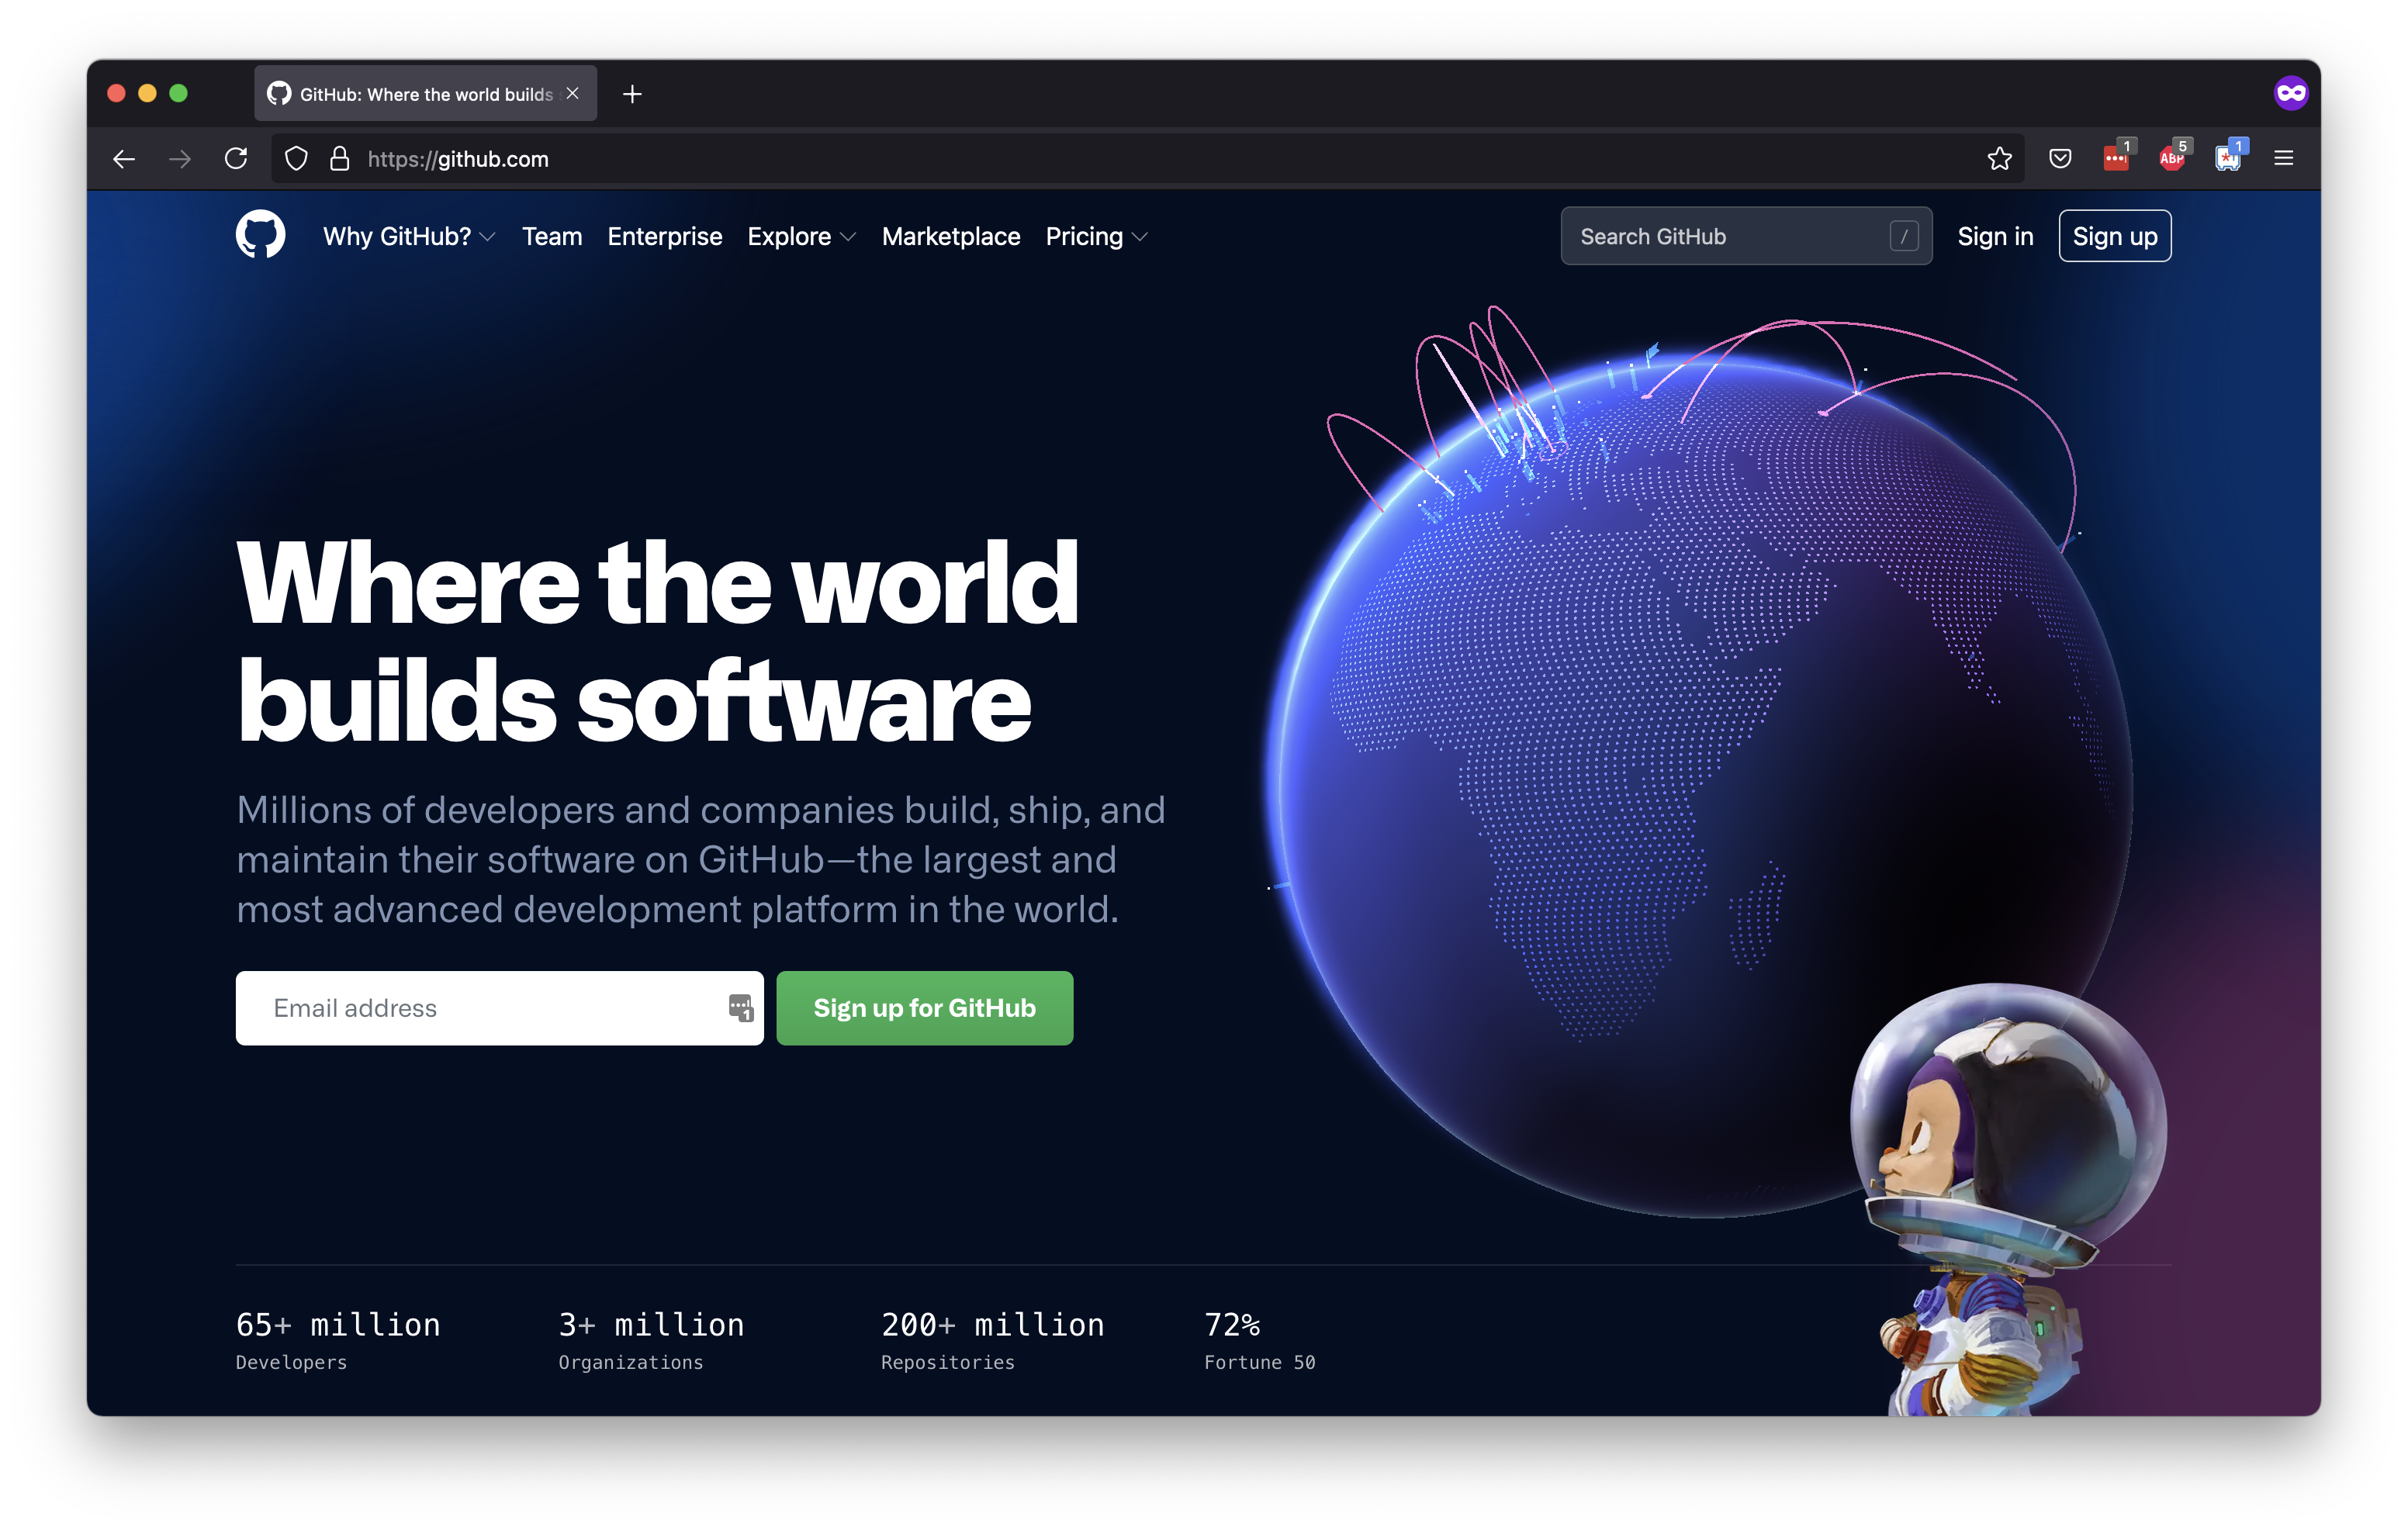 GitHub: Where the world builds
https://github.com
1
ABP
5
1
Why GitHub?
Team
Enterprise
Explore
Marketplace
Pricing
Search GitHub
/
Sign in
Sign up
Where the world
builds software
Millions of developers and companies build, ship, and
maintain their software on GitHub—the largest and
most advanced development platform in the world.
Email address
1
Sign up for GitHub
65+ million
Developers
3+ million
Organizations
200+ million
Repositories
72%
Fortune 50